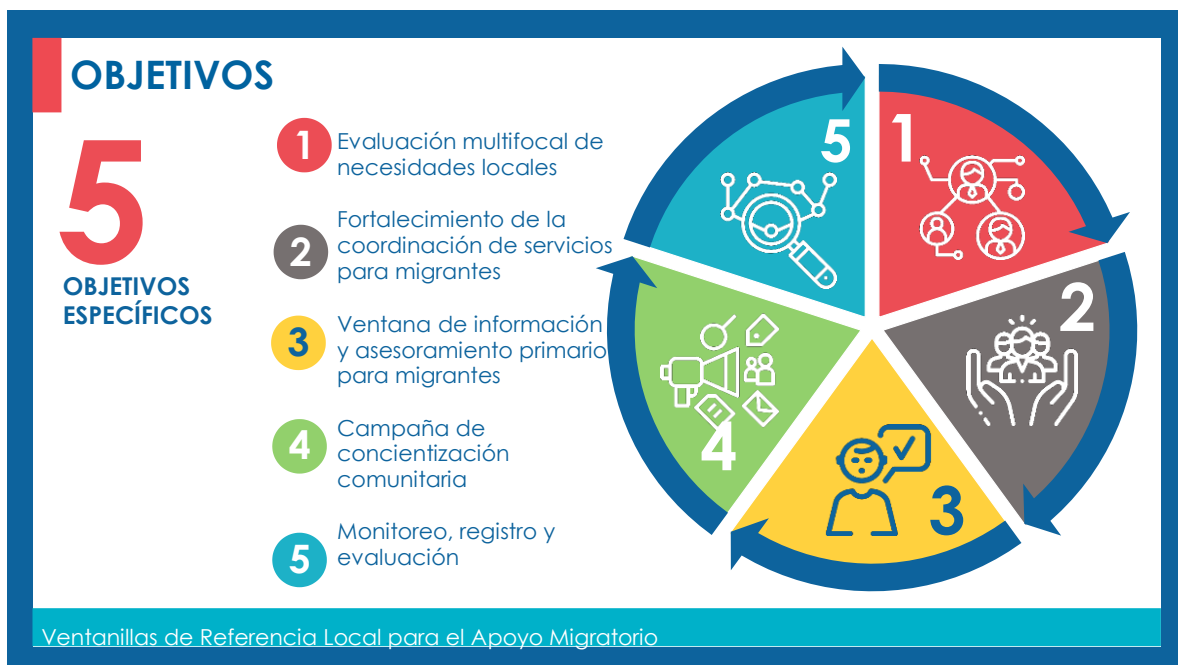 OBJETIVOS
5
OBJETIVOS
ESPECÍFICOS
1
Evaluación multifocal de
necesidades locales
2
Fortalecimiento de la
coordinación de servicios
para migrantes
3
Ventana de información
y asesoramiento primario
para migrantes
4
Campaña de
concientización
comunitaria
5
Monitoreo, registro y
evaluación
5
1
2
4
3
Ventanillas de Referencia Local para el Apoyo Migratorio